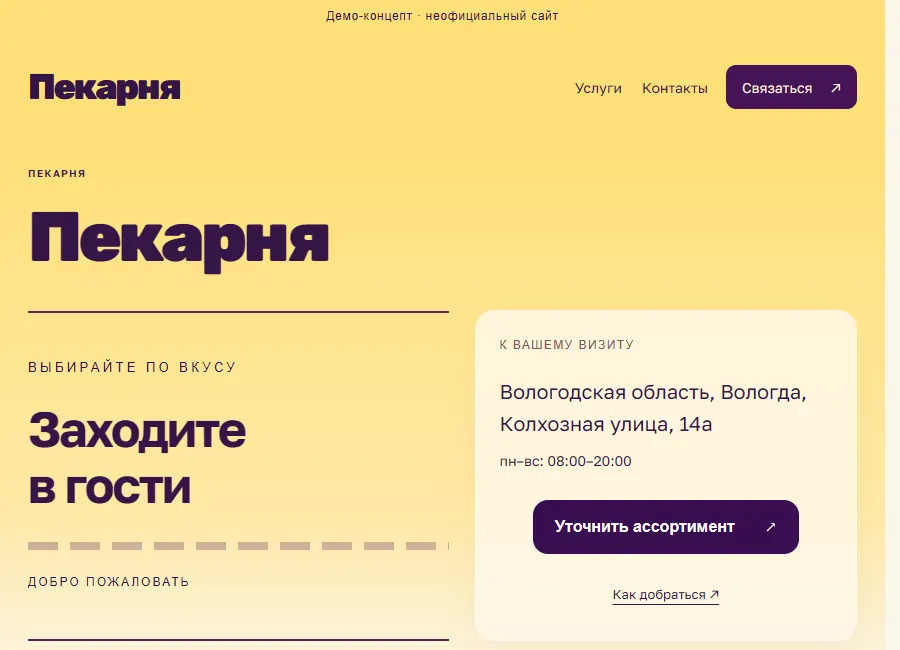 Демо-концепт · неофициальный сайт
Пекарня
Услуги Контакты Связаться ↗
ПЕКАРНЯ
Пекарня
ВЫБИРАЙТЕ ПО ВКУСУ
Заходите
в гости
ДОБРО ПОЖАЛОВАТЬ
К ВАШЕМУ ВИЗИТУ
Вологодская область, Вологда,
Колхозная улица, 14а
пн–вс: 08:00–20:00
Уточнить ассортимент ↗
Как добраться ↗